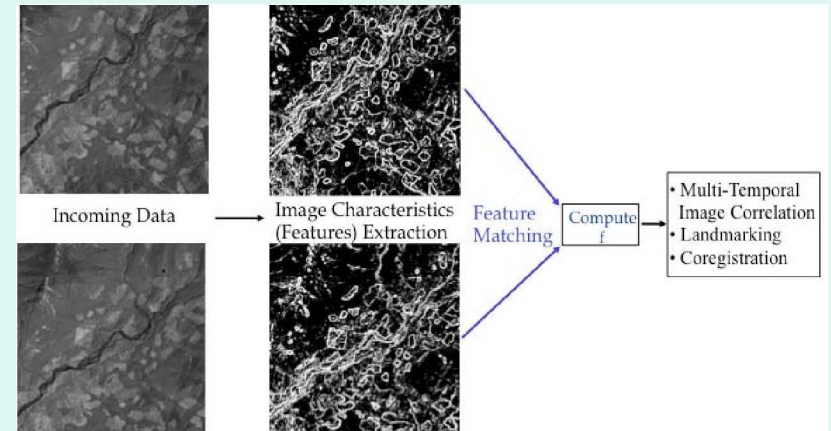 Incoming Data
Image Characteristics
(Features) Extraction
Feature
Matching
Compute
f
• Multi-Temporal
Image Correlation
• Landmarking
• Coregistration